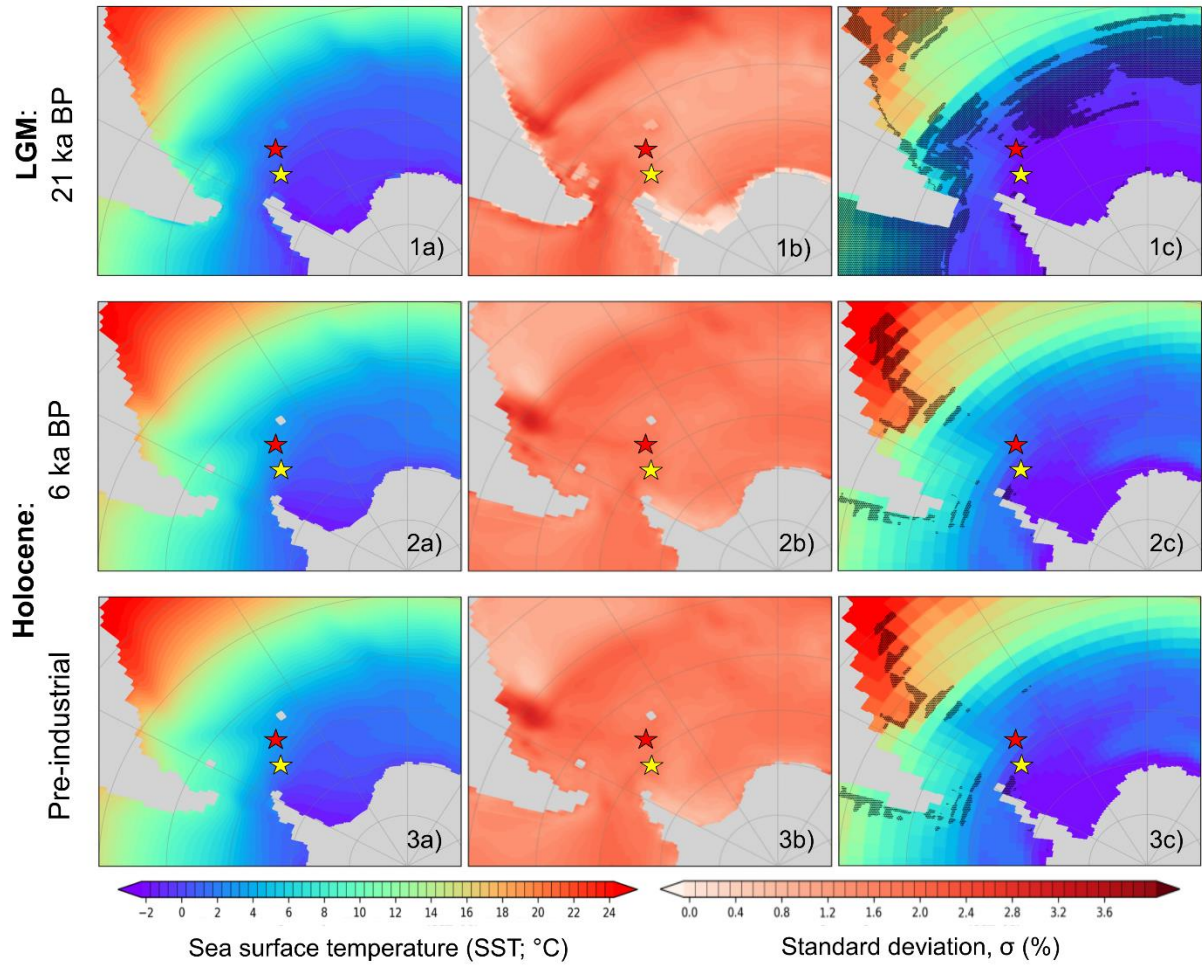 LGM:
21 ka BP
1a)
1b)
1c)
Holocene:
6 ka BP
2a)
2b)
2c)
Pre-industrial
3a)
3b)
3c)
−2 0 2 4 6 8 10 12 14 16 18 20 22 24
0.0 0.4 0.8 1.2 1.6 2.0 2.4 2.8 3.2 3.6
Sea surface temperature (SST; °C)
Standard deviation, σ (%)